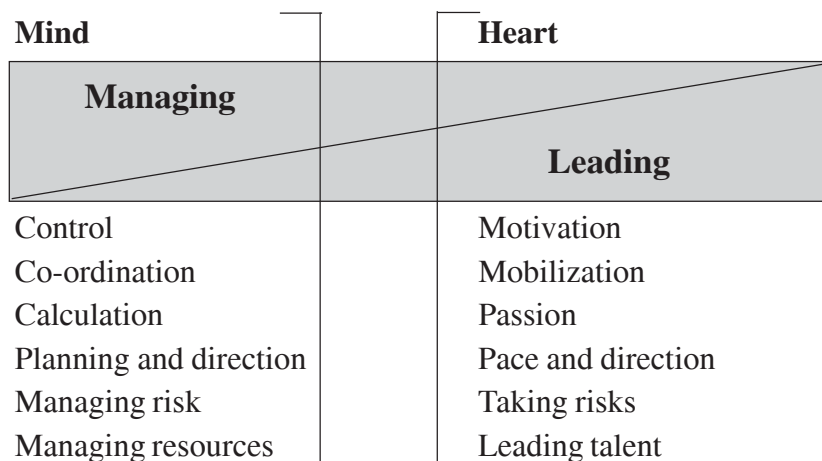 Mind
Heart
Managing
Leading
Control
Co-ordination
Calculation
Planning and direction
Managing risk
Managing resources
Motivation
Mobilization
Passion
Pace and direction
Taking risks
Leading talent